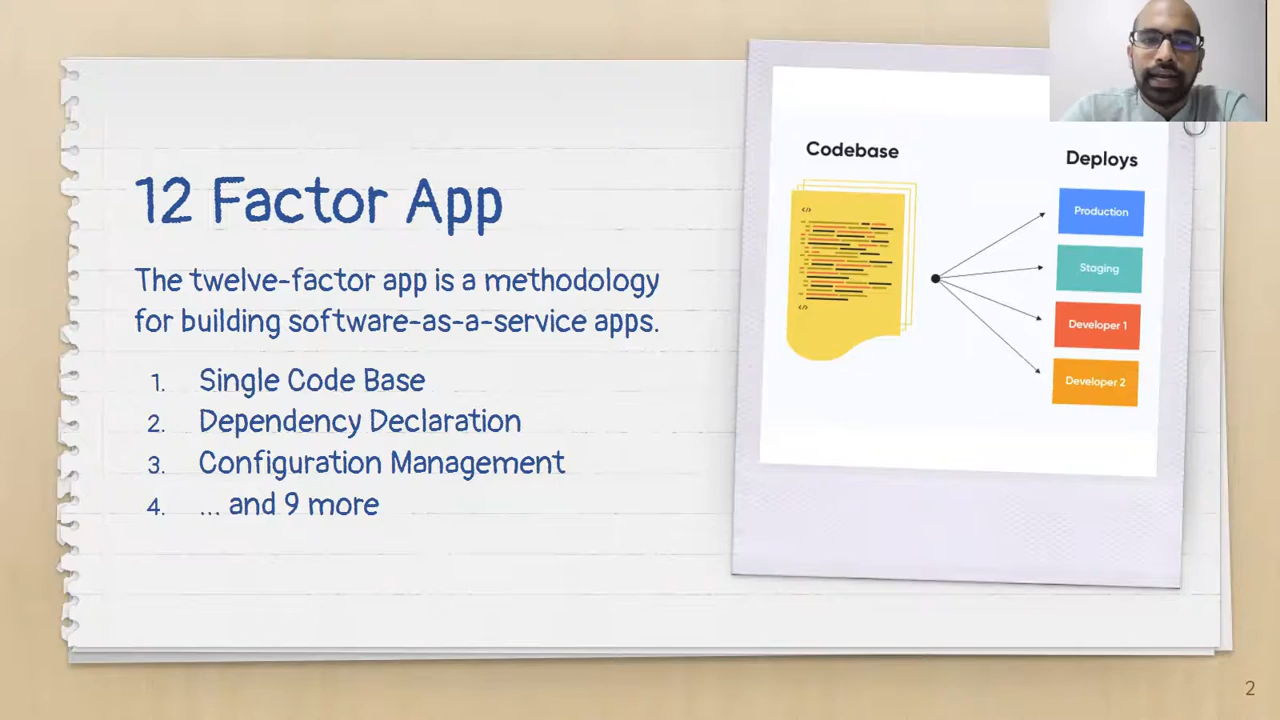 12 Factor App
The twelve-factor app is a methodology
for building software-as-a-service apps.
1. Single Code Base
2. Dependency Declaration
3. Configuration Management
4. ... and 9 more
Codebase
</>
</>
Deploys
Production
Staging
Developer 1
Developer 2
2